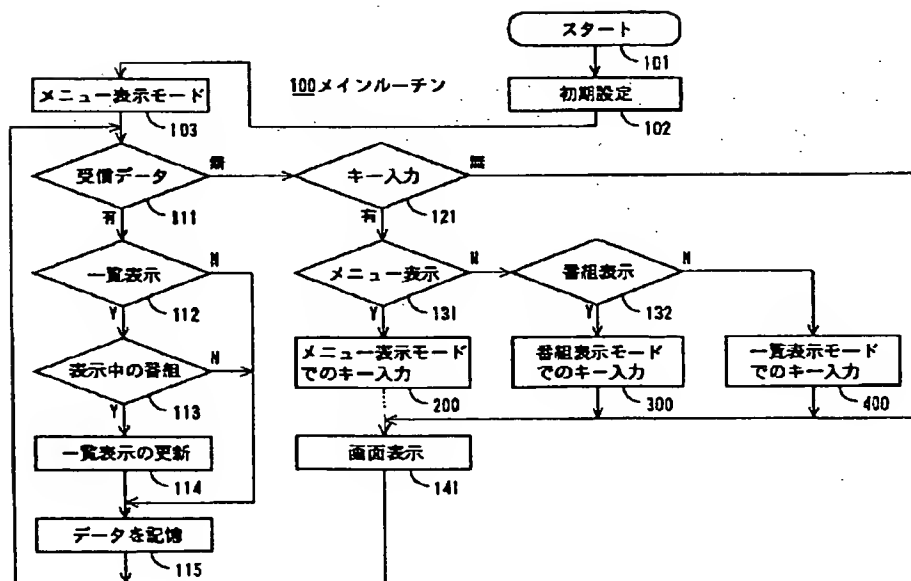 スタート
101
100メインルーチン
メニュー表示モード
103
初期設定
102
受信データ
無
111
有
キー入力
無
121
有
一覧表示
N
112
Y
メニュー表示
N
131
Y
番組表示
N
132
Y
表示中の番組
N
113
Y
メニュー表示モード
でのキー入力
200
番組表示モード
でのキー入力
300
一覧表示モード
でのキー入力
400
一覧表示の更新
114
画面表示
141
データを記憶
115